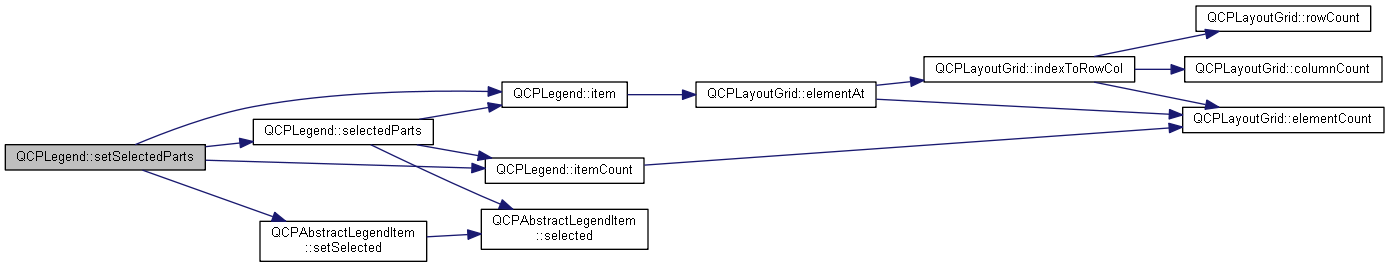 QCPLegend::setSelectedParts
QCPLegend::selectedParts
QCPAbstractLegendItem
::setSelected
QCPLegend::item
QCPLegend::itemCount
QCPAbstractLegendItem
::selected
QCPLayoutGrid::elementAt
QCPLayoutGrid::indexToRowCol
QCPLayoutGrid::rowCount
QCPLayoutGrid::columnCount
QCPLayoutGrid::elementCount